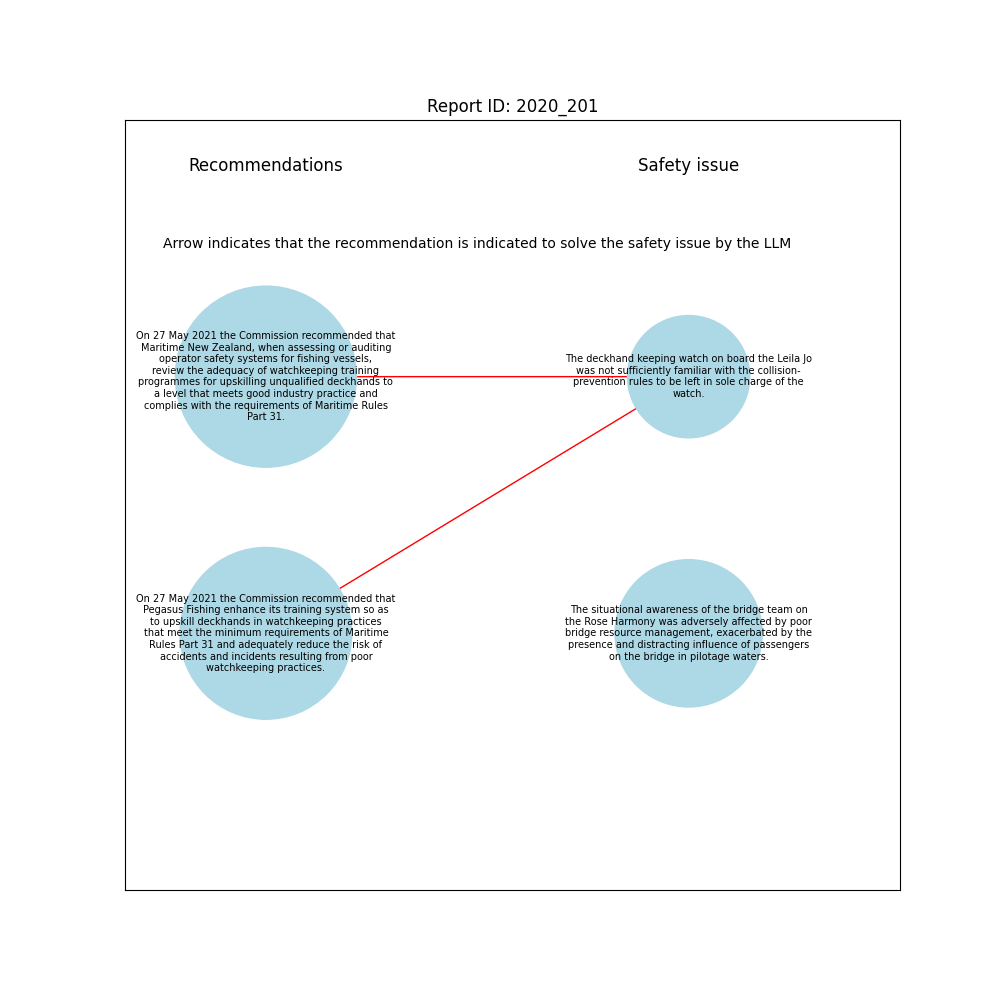 Report ID: 2020_201
Recommendations
Safety issue
Arrow indicates that the recommendation is indicated to solve the safety issue by the LLM
On 27 May 2021 the Commission recommended that
Maritime New Zealand, when assessing or auditing
operator safety systems for fishing vessels,
review the adequacy of watchkeeping training
programmes for upskilling unqualified deckhands to
a level that meets good industry practice and
complies with the requirements of Maritime Rules
Part 31.
The deckhand keeping watch on board the Leila Jo
was not sufficiently familiar with the collision-
prevention rules to be left in sole charge of the
watch.
On 27 May 2021 the Commission recommended that
Pegasus Fishing enhance its training system so as
to upskill deckhands in watchkeeping practices
that meet the minimum requirements of Maritime
Rules Part 31 and adequately reduce the risk of
accidents and incidents resulting from poor
watchkeeping practices.
The situational awareness of the bridge team on
the Rose Harmony was adversely affected by poor
bridge resource management, exacerbated by the
presence and distracting influence of passengers
on the bridge in pilotage waters.